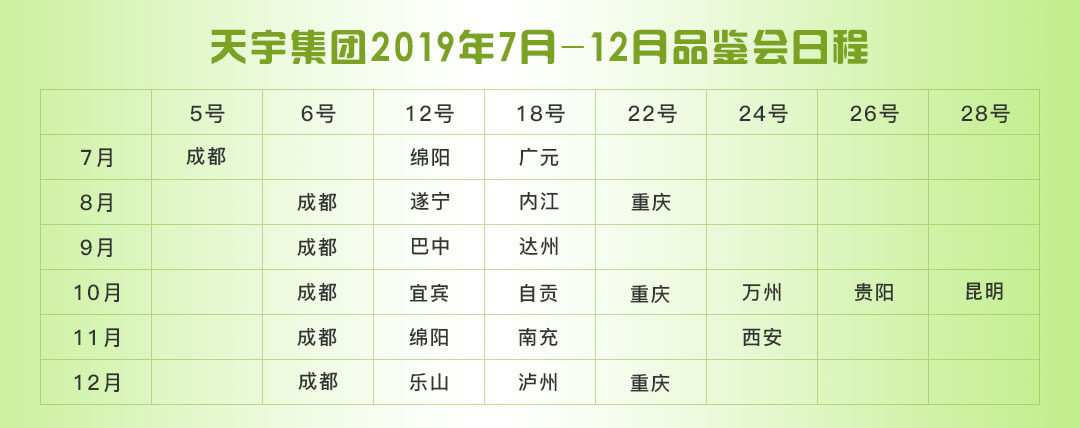 天宇集团2019年7月-12月品鉴会日程
5号 6号 12号 18号 22号 24号 26号 28号
7月 成都 绵阳 广元
8月 成都 遂宁 内江 重庆
9月 成都 巴中 达州
10月 成都 宜宾 自贡 重庆 万州 贵阳 昆明
11月 成都 绵阳 南充 西安
12月 成都 乐山 泸州 重庆